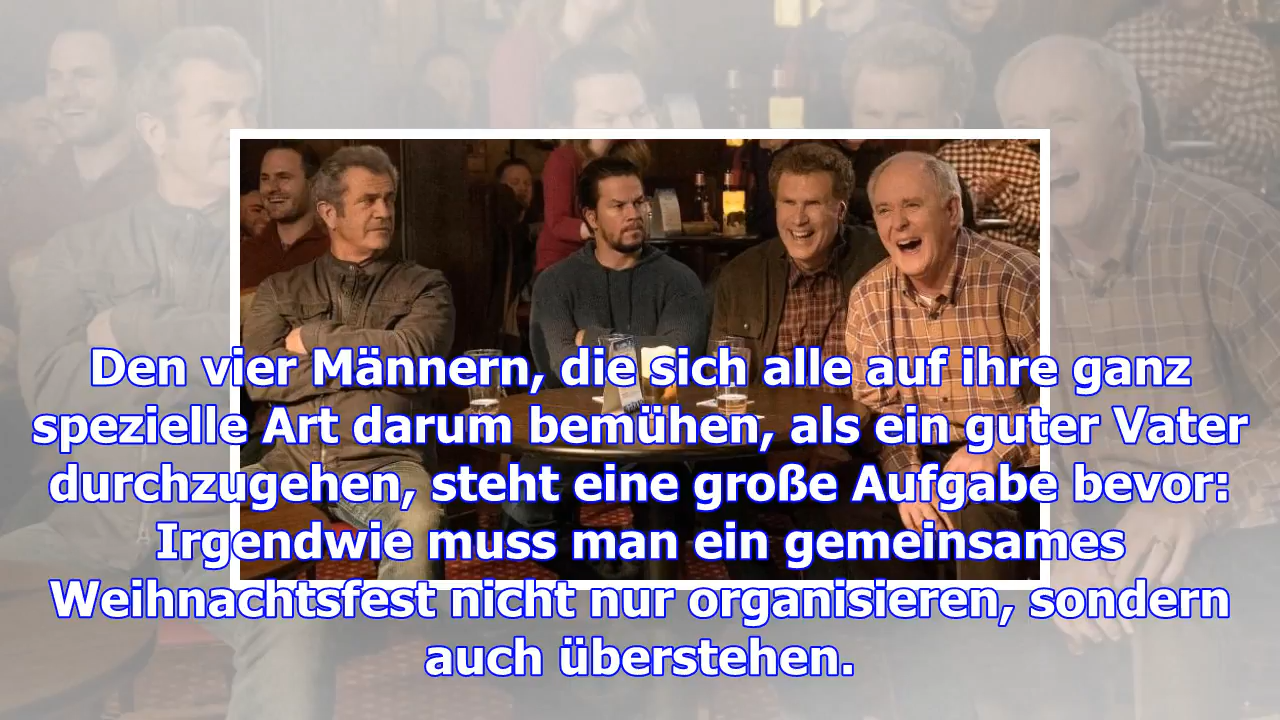 Den vier Männern, die sich alle auf ihre ganz
spezielle Art darum bemühen, als ein guter Vater
durchzugehen, steht eine große Aufgabe bevor:
Irgendwie muss man ein gemeinsames
Weihnachtsfest nicht nur organisieren, sondern
auch überstehen.